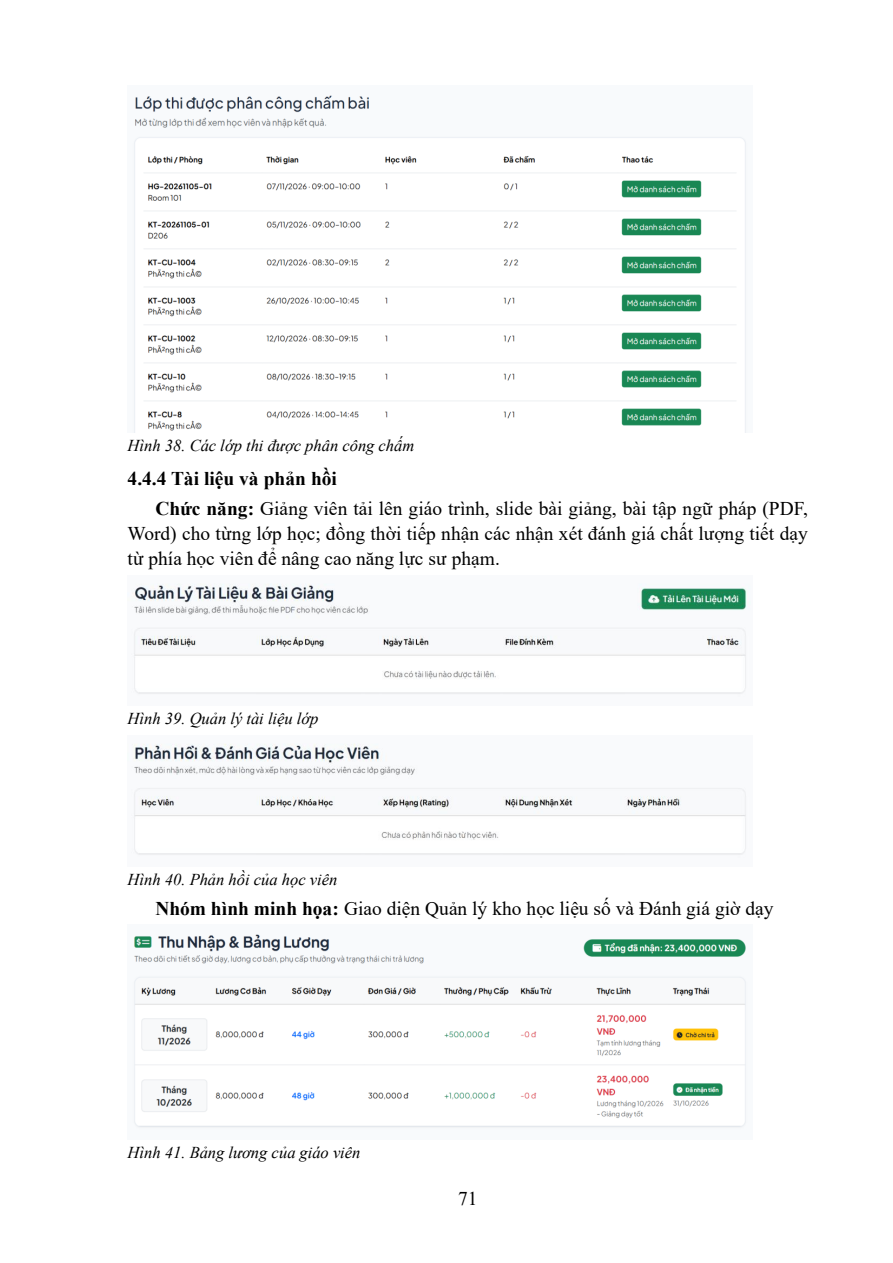 Lớp thi được phân công chấm bài
Mở từng lớp thi để xem học viên và nhập kết quả.
Lớp thi / Phòng Thời gian Học viên Đã chấm Thao tác
HG-20261105-01 07/11/2026 · 09:00-10:00 1 0 / 1 Mở danh sách chấm
Room 101
KT-20261105-01 05/11/2026 · 09:00-10:00 2 2 / 2 Mở danh sách chấm
D206
KT-CU-1004 02/11/2026 · 08:30-09:15 2 2 / 2 Mở danh sách chấm
PhÃ²ng thi cÅ©
KT-CU-1003 26/10/2026 · 10:00-10:45 1 1 / 1 Mở danh sách chấm
PhÃ²ng thi cÅ©
KT-CU-1002 12/10/2026 · 08:30-09:15 1 1 / 1 Mở danh sách chấm
PhÃ²ng thi cÅ©
KT-CU-10 08/10/2026 · 18:30-19:15 1 1 / 1 Mở danh sách chấm
PhÃ²ng thi cÅ©
KT-CU-8 04/10/2026 · 14:00-14:45 1 1 / 1 Mở danh sách chấm
PhÃ²ng thi cÅ©
Hình 38. Các lớp thi được phân công chấm
4.4.4 Tài liệu và phản hồi
Chức năng: Giảng viên tải lên giáo trình, slide bài giảng, bài tập ngữ pháp (PDF,
Word) cho từng lớp học; đồng thời tiếp nhận các nhận xét đánh giá chất lượng tiết dạy
từ phía học viên để nâng cao năng lực sư phạm.
Quản Lý Tài Liệu & Bài Giảng
Tải lên slide bài giảng, đề thi mẫu hoặc file PDF cho học viên các lớp
Tải Lên Tài Liệu Mới
Tiêu Đề Tài Liệu Lớp Học Áp Dụng Ngày Tải Lên File Đính Kèm Thao Tác
Chưa có tài liệu nào được tải lên.
Hình 39. Quản lý tài liệu lớp
Phản Hồi & Đánh Giá Của Học Viên
Theo dõi nhận xét, mức độ hài lòng và xếp hạng sao từ học viên các lớp giảng dạy
Học Viên Lớp Học / Khóa Học Xếp Hạng (Rating) Nội Dung Nhận Xét Ngày Phản Hồi
Chưa có phản hồi nào từ học viên.
Hình 40. Phản hồi của học viên
Nhóm hình minh họa: Giao diện Quản lý kho học liệu số và Đánh giá giờ dạy
Thu Nhập & Bảng Lương
Theo dõi chi tiết số giờ dạy, lương cơ bản, phụ cấp thưởng và trạng thái chi trả lương
Tổng đã nhận: 23,400,000 VNĐ
Kỳ Lương Lương Cơ Bản Số Giờ Dạy Đơn Giá / Giờ Thưởng / Phụ Cấp Khấu Trừ Thực Lĩnh Trạng Thái
Tháng 11/2026 8,000,000 đ 44 giờ 300,000 đ +500,000 đ -0 đ 21,700,000 VNĐ Chờ chi trả
Tạm tính lương tháng 11/2026
Tháng 10/2026 8,000,000 đ 48 giờ 300,000 đ +1,000,000 đ -0 đ 23,400,000 VNĐ Đã nhận tiền
Lương tháng 10/2026 - Giảng dạy tốt 31/10/2026
Hình 41. Bảng lương của giáo viên
71